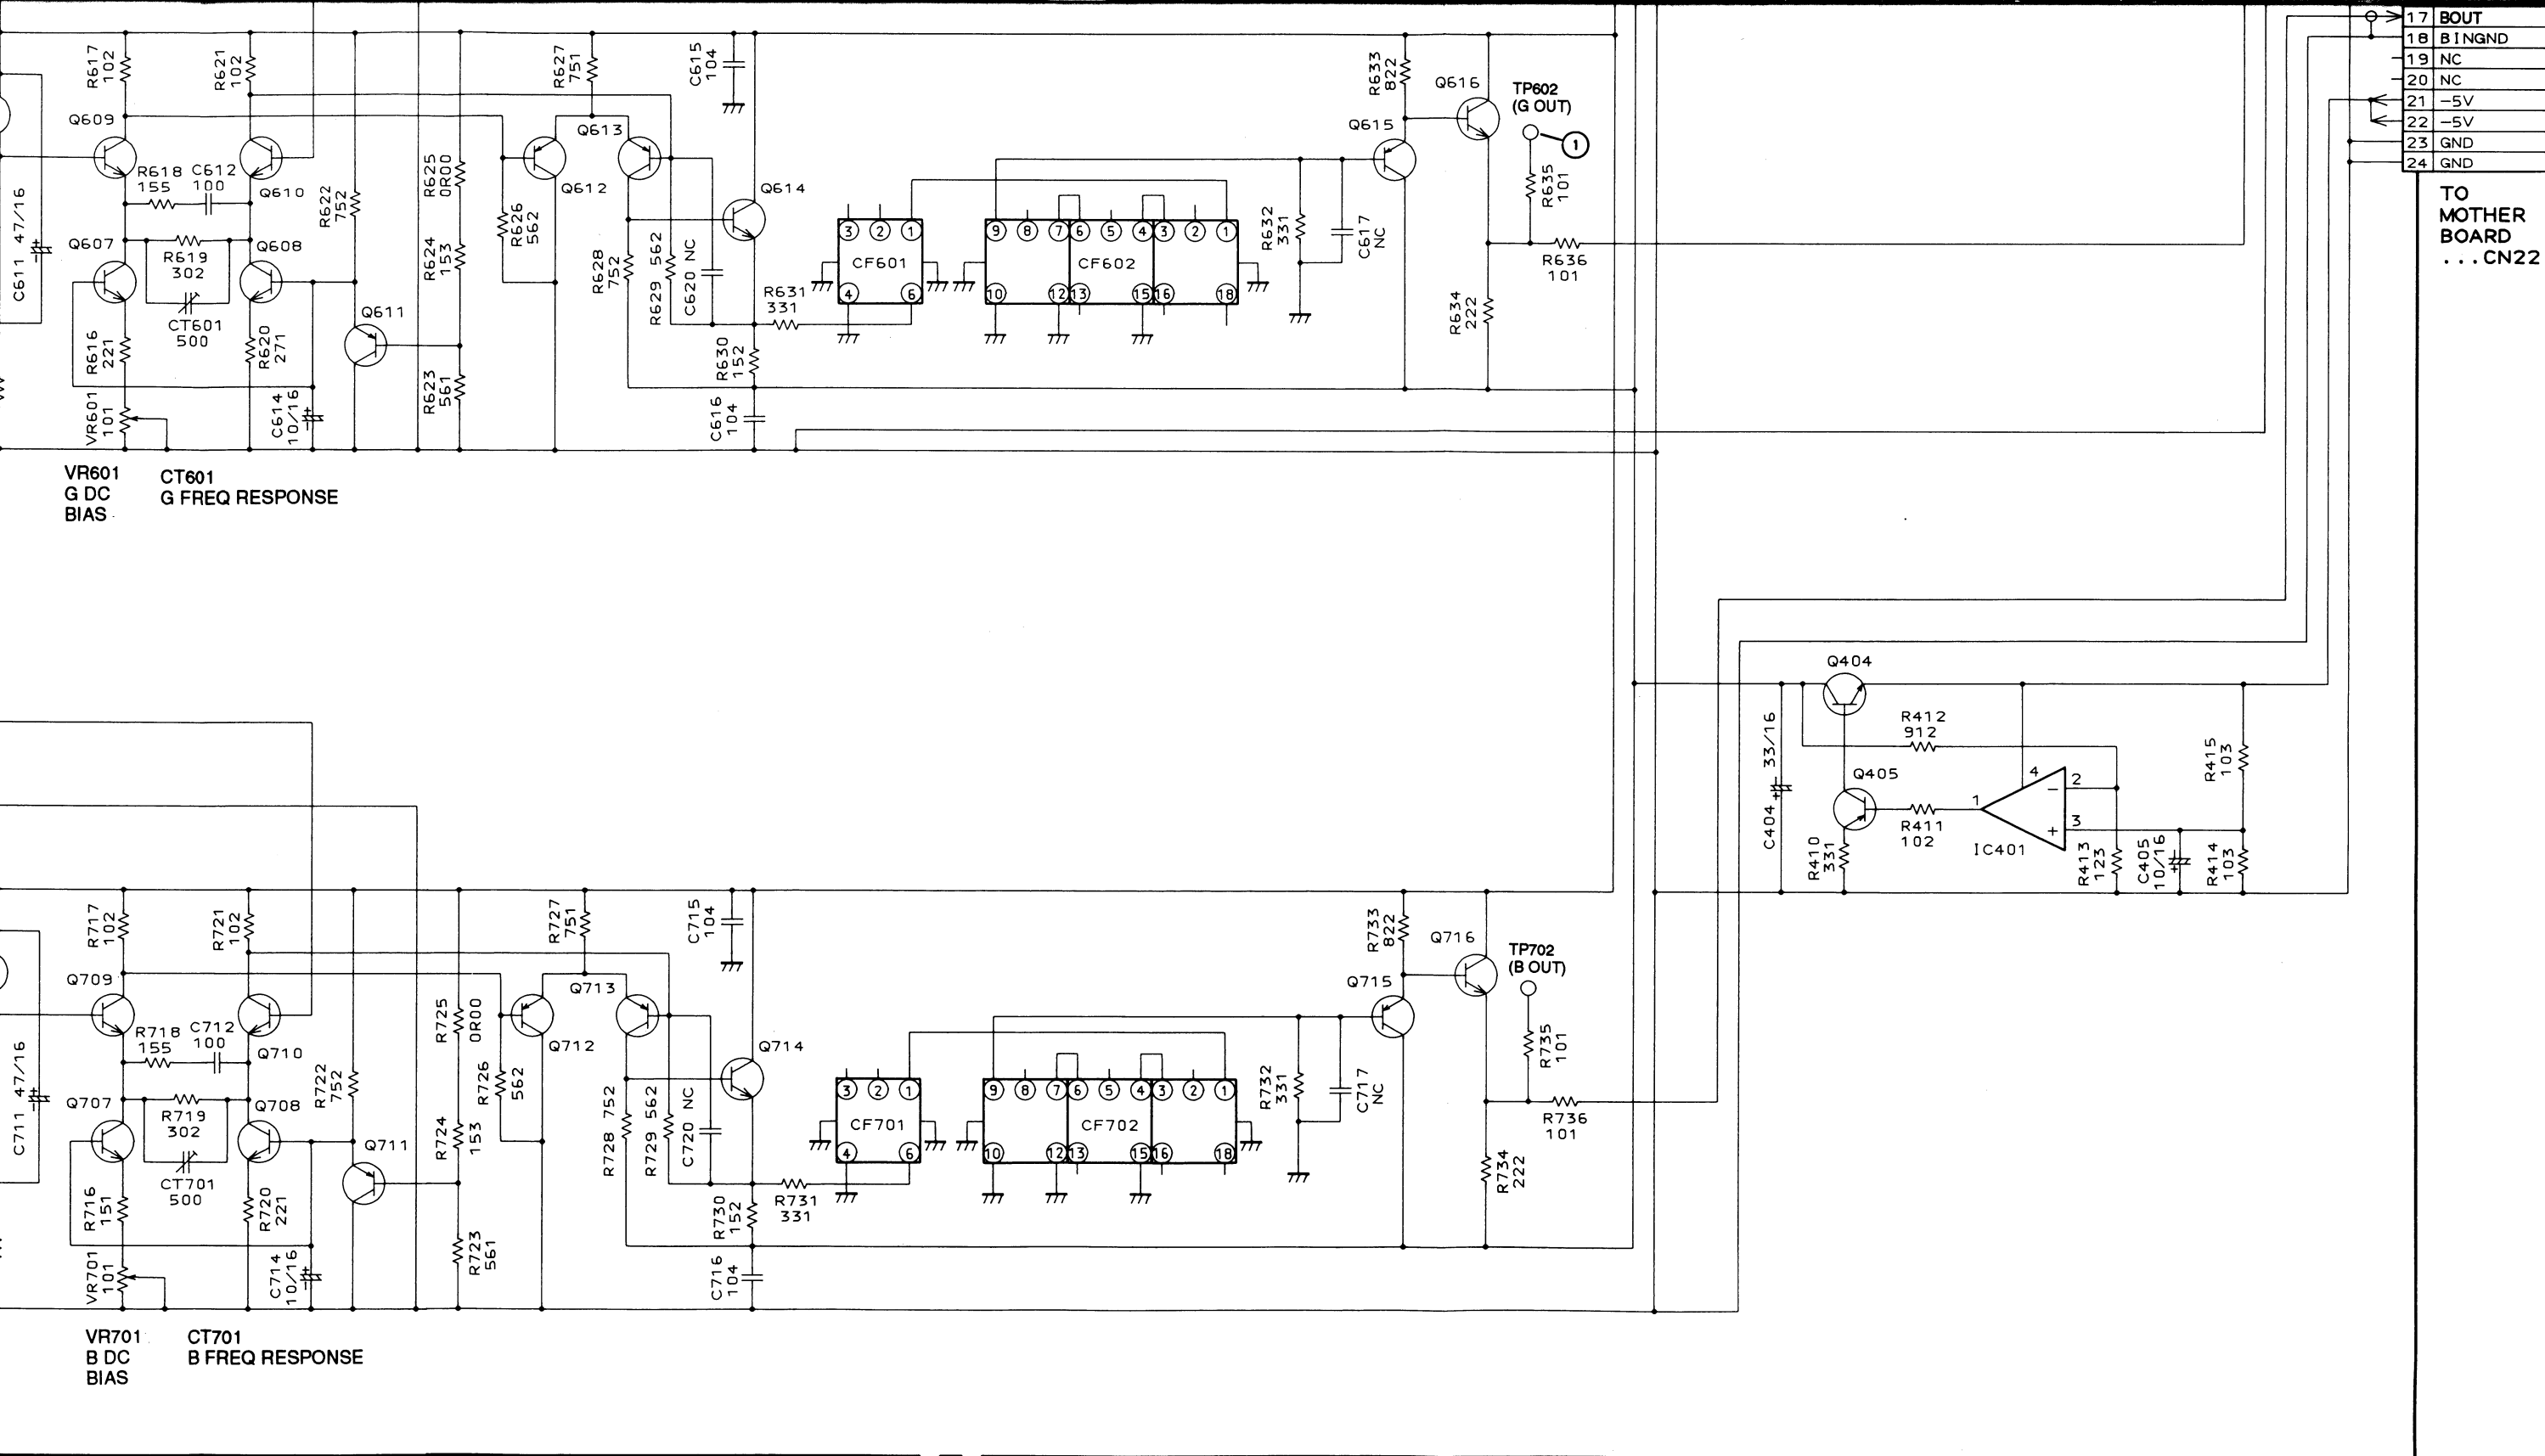 17 BOUT
18 BINGND
19 NC
20 NC
21 -5V
22 -5V
23 GND
24 GND
TO
MOTHER
BOARD
...CN22
R617
102
R621
102
R627
751
C615
104
R633
822
Q616
TP602
(G OUT)
1
Q609
Q613
Q615
R618
155
C612
100
Q610
R625
0R00
Q612
Q614
R635
101
C611 47/16
R622
752
R626
562
3 2 1
CF601
4 6
9 8 7 6 5 4 3 2 1
CF602
10 12 13 15 16 18
R632
331
C617
NC
Q607
R619
302
Q608
R624
153
R628
752
R629 562
C620 NC
R636
101
CT601
500
Q611
R631
331
R634
222
R616
221
R620
271
R630
152
VR601
101
C614
10/16
R623
561
C616
104
VR601
G DC
BIAS
CT601
G FREQ RESPONSE
Q404
C404 33/16
R412
912
R415
103
Q405
4
2
1
3
-
+
R411
102
IC401
R410
331
R413
123
C405
10/16
R414
103
R717
102
R721
102
R727
751
C715
104
R733
822
Q716
TP702
(B OUT)
Q709
Q713
Q715
R718
155
C712
100
Q710
R725
0R00
Q712
Q714
R735
101
C711 47/16
R722
752
R726
562
3 2 1
CF701
4 6
9 8 7 6 5 4 3 2 1
CF702
10 12 13 15 16 18
R732
331
C717
NC
Q707
R719
302
Q708
R724
153
R728 752
R729 562
C720 NC
R736
101
CT701
500
Q711
R731
331
R734
222
R716
151
R720
221
R730
152
VR701
101
C714
10/16
R723
561
C716
104
VR701
B DC
BIAS
CT701
B FREQ RESPONSE